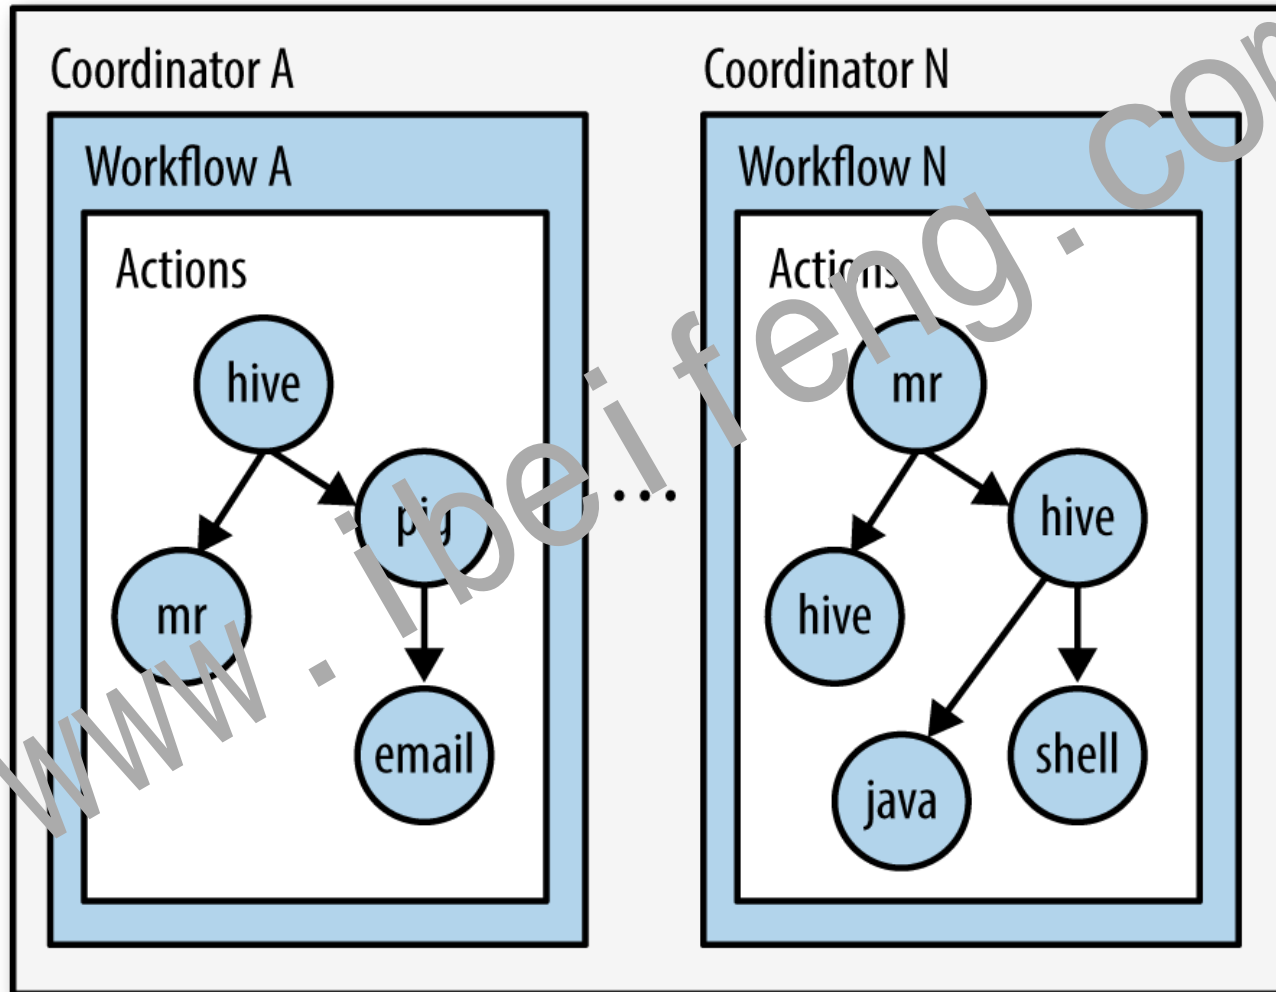 Coordinator A
Workflow A
Actions
hive
pig
mr
email
...
Coordinator N
Workflow N
Actions
mr
hive
hive
shell
java
www.ibeifeng.com